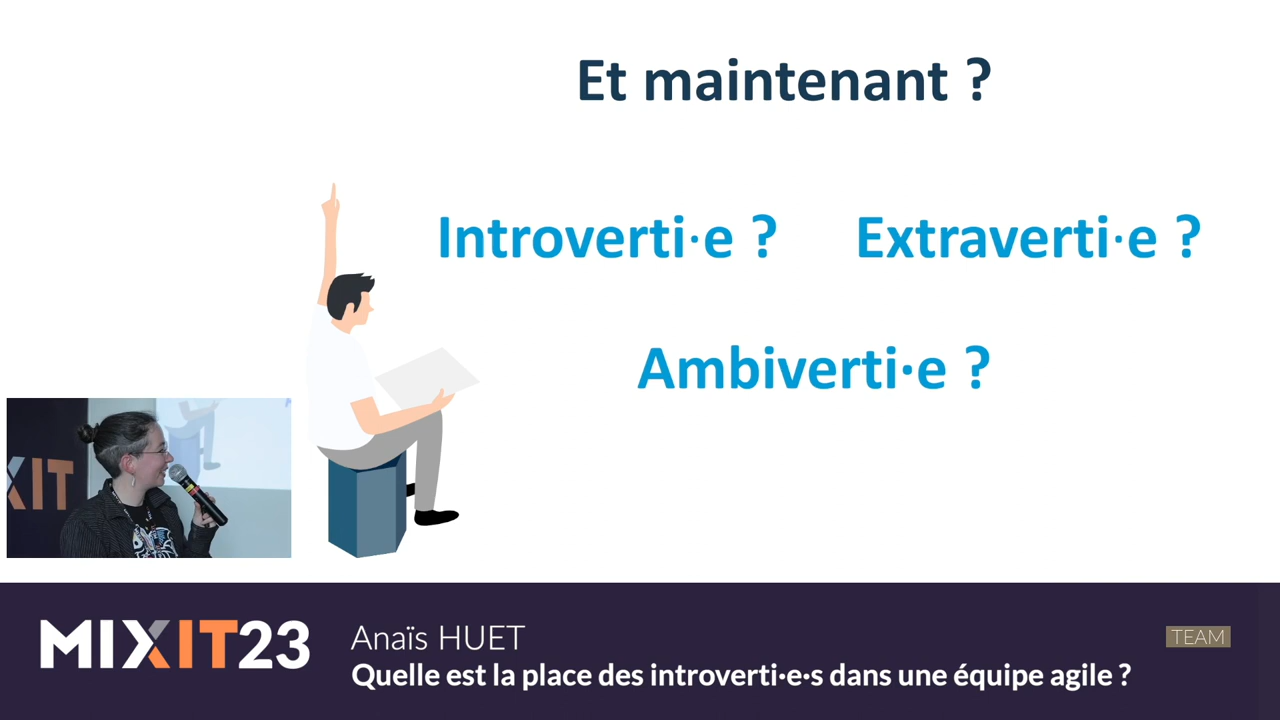 Et maintenant ?
Introverti·e ? Extraverti·e ?
Ambiverti·e ?
XIT
MIXIT23
Anaïs HUET
TEAM
Quelle est la place des introverti·e·s dans une équipe agile ?